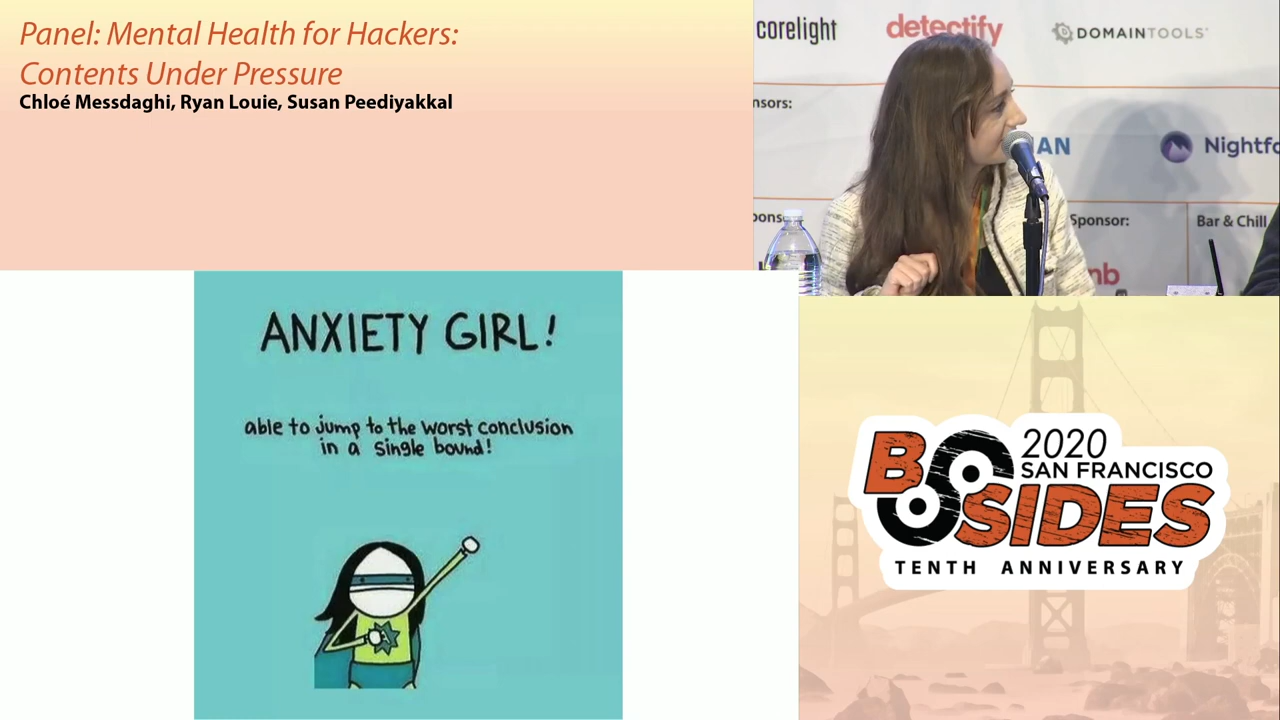 Panel: Mental Health for Hackers:
Contents Under Pressure
Chloé Messdaghi, Ryan Louie, Susan Peediyakkal
corelight
detectify
DOMAINTOOLS
nsors:
AN
Nightfo
Sponsor:
Bar & Chill
nb
ANXIETY GIRL!
able to jump to the worst conclusion
in a single bound!
2020
SAN FRANCISCO
BSIDES
TENTH ANNIVERSARY